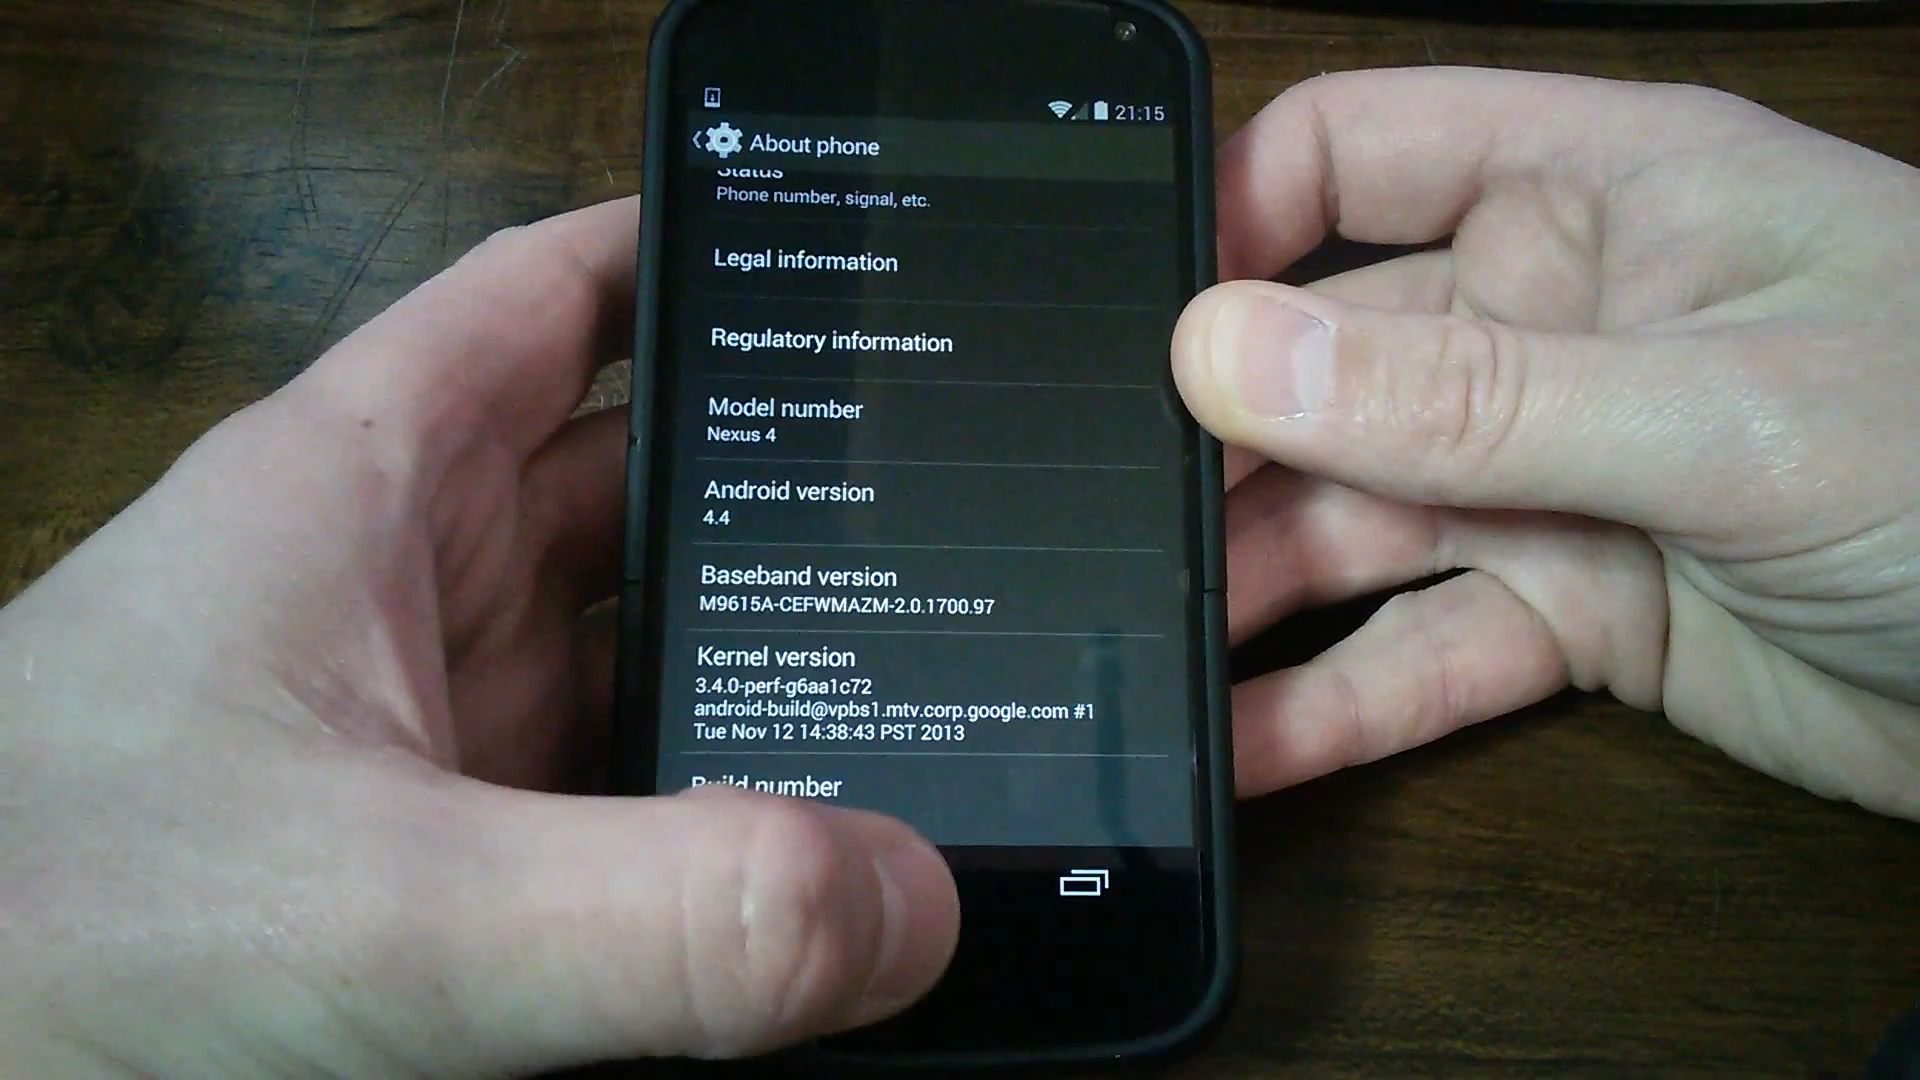 21:15
About phone
Status
Phone number, signal, etc.
Legal information
Regulatory information
Model number
Nexus 4
Android version
4.4
Baseband version
M9615A-CEFWMAZM-2.0.1700.97
Kernel version
3.4.0-perf-g6aa1c72
android-build@vpbs1.mtv.corp.google.com #1
Tue Nov 12 14:38:43 PST 2013
Build number